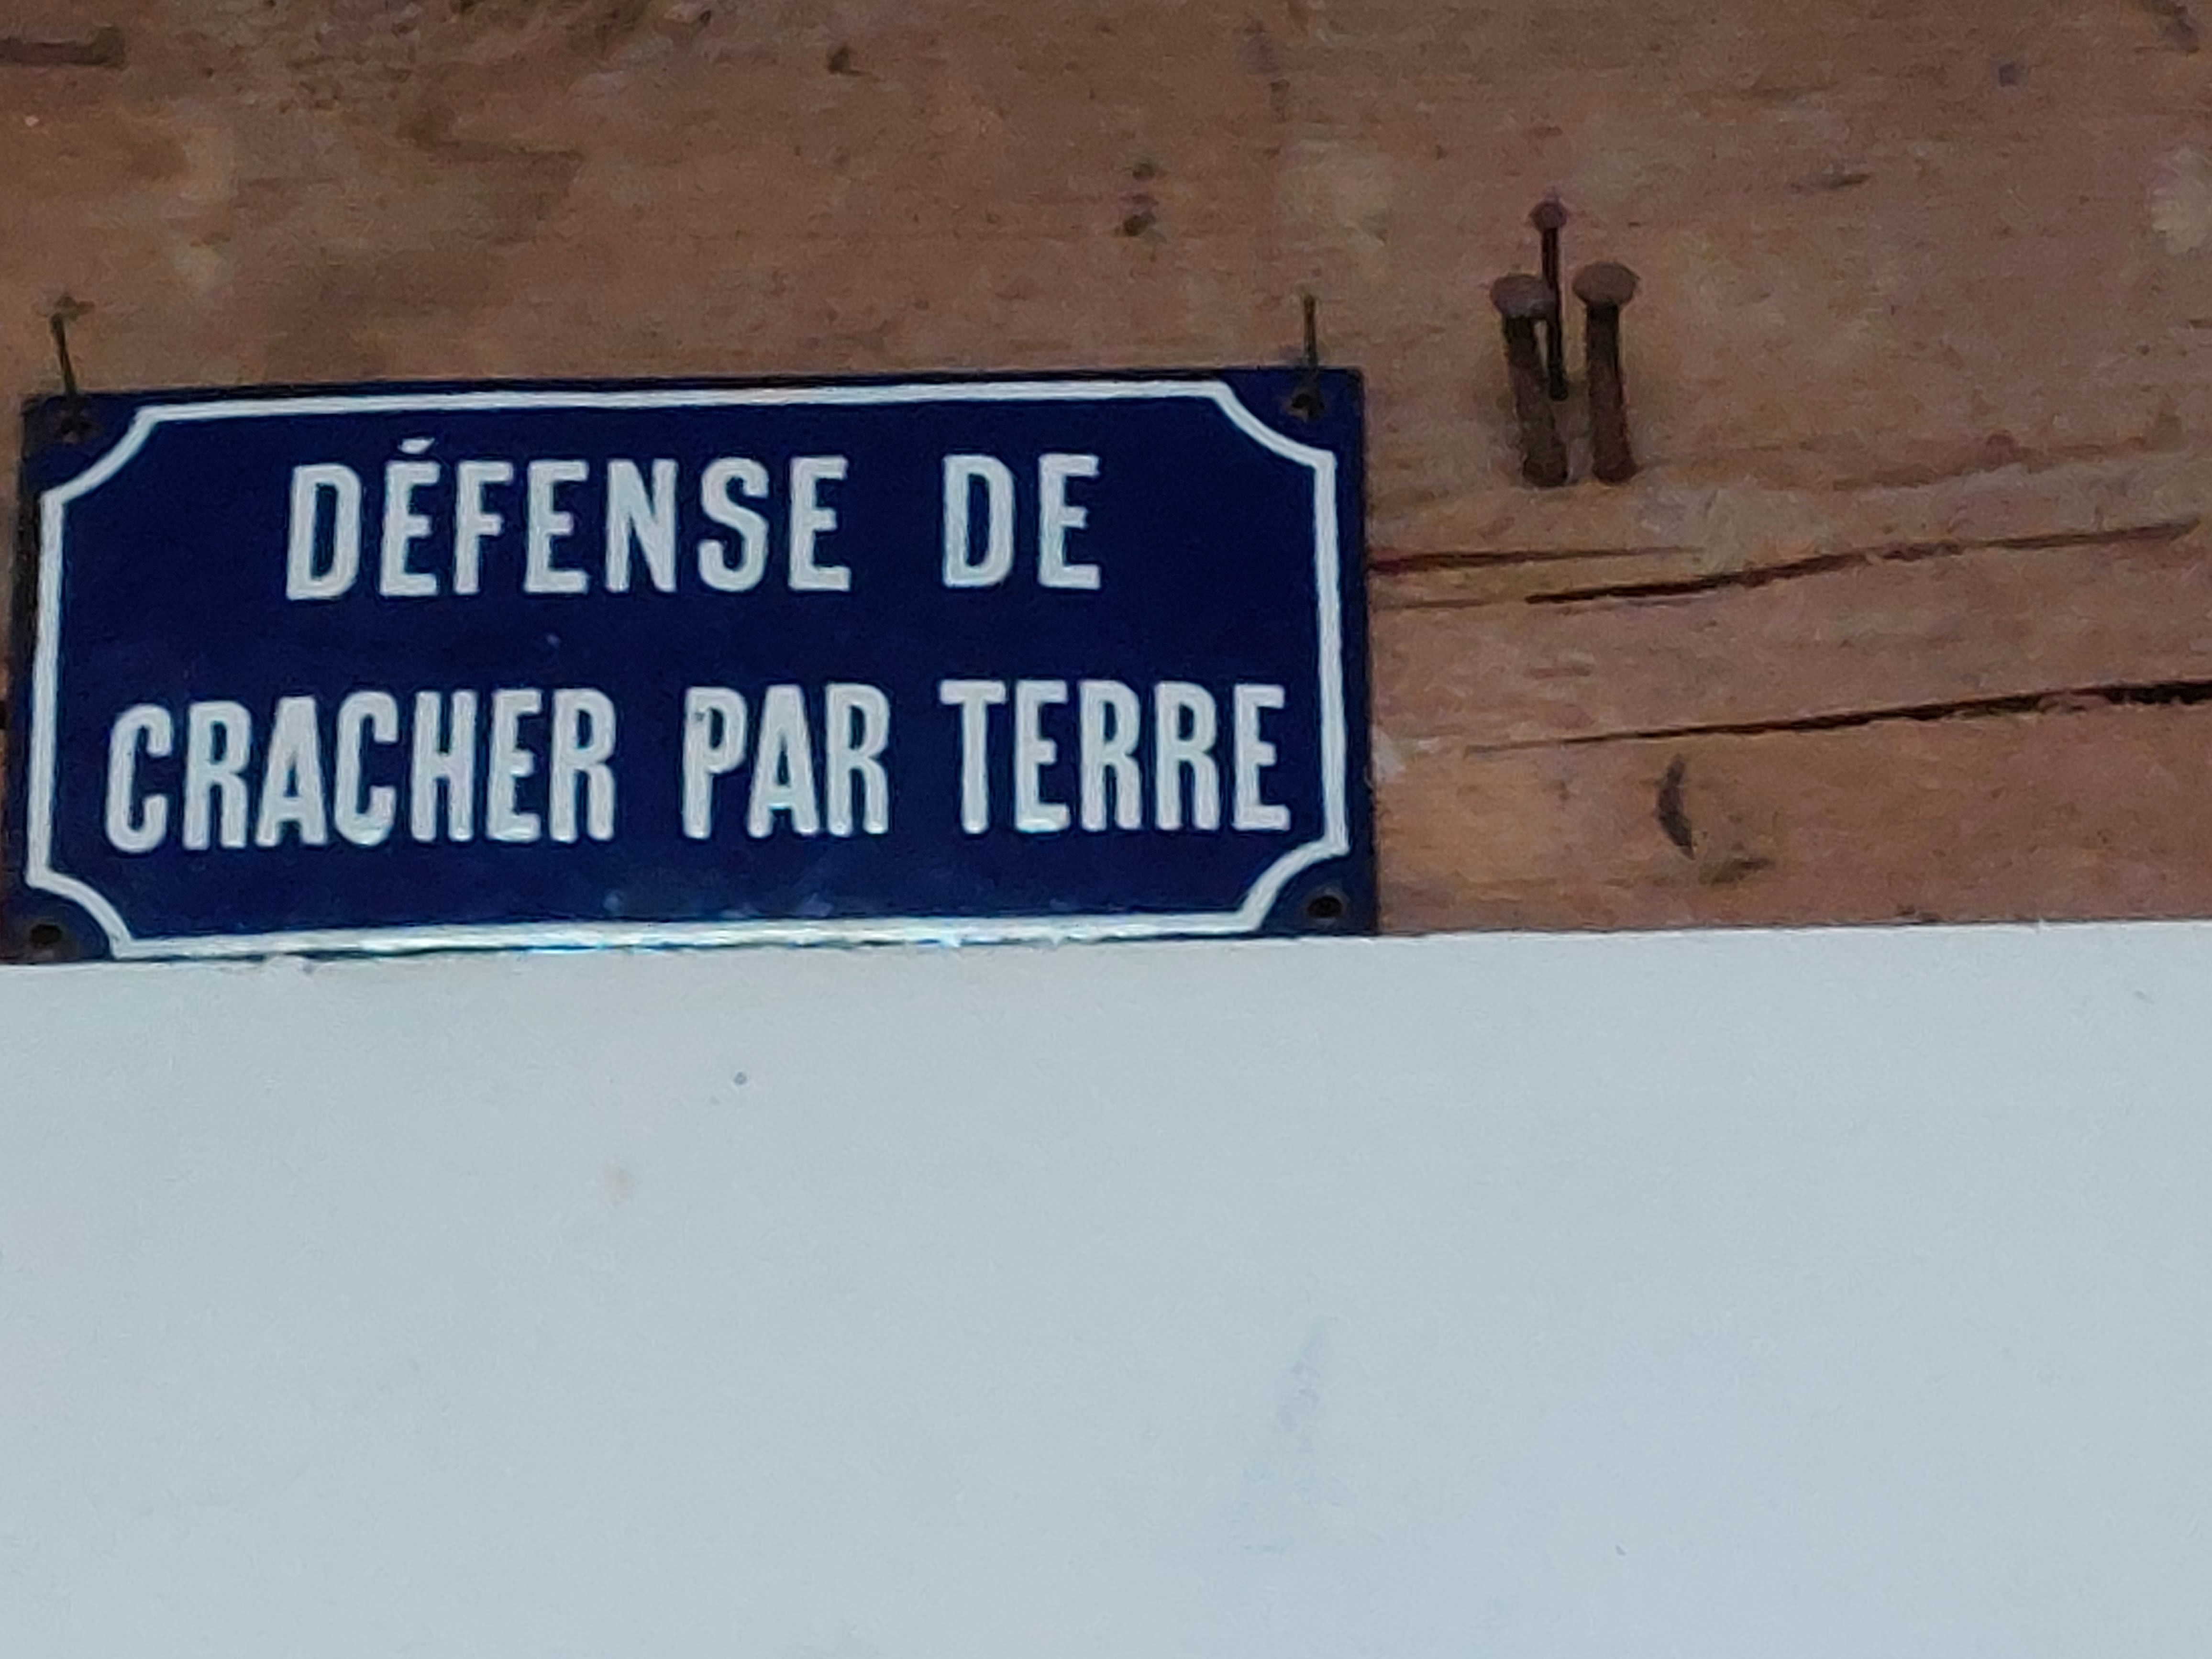 DÉFENSE DE
CRACHER PAR TERRE